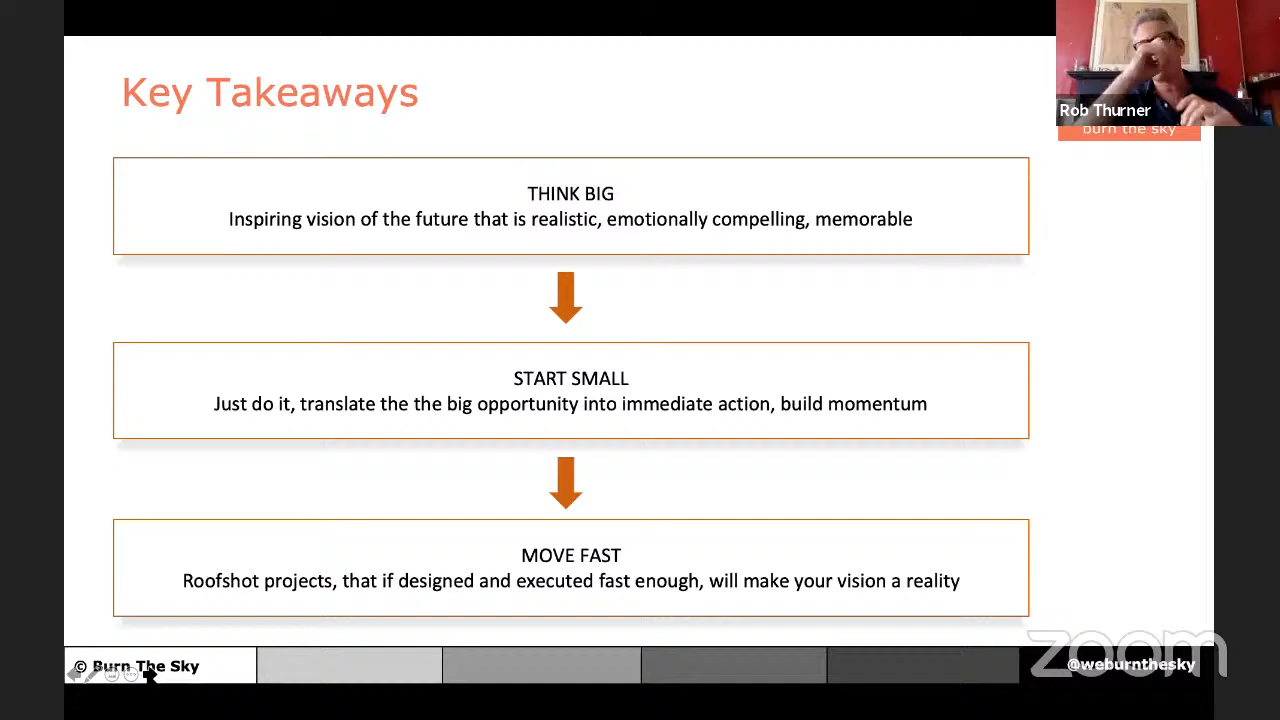 Key Takeaways
Rob Thurner
burn the sky
THINK BIG
Inspiring vision of the future that is realistic, emotionally compelling, memorable
START SMALL
Just do it, translate the the big opportunity into immediate action, build momentum
MOVE FAST
Roofshot projects, that if designed and executed fast enough, will make your vision a reality
© Burn The Sky
@weburnthesky
zoom